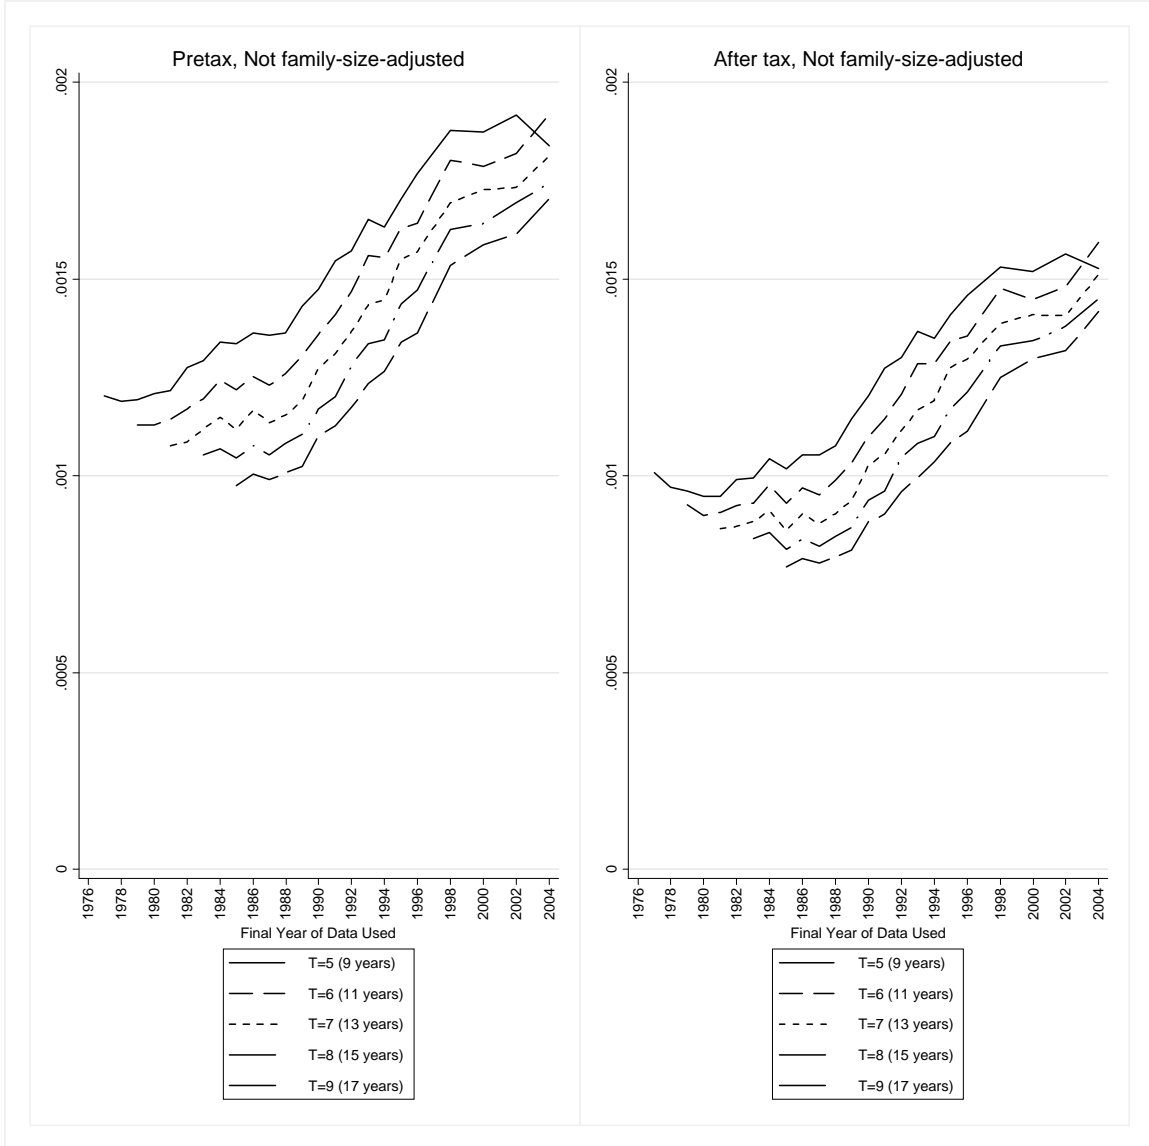 Pretax, Not family-size-adjusted
.002
.0015
.001
.0005
0
1976 1978 1980 1982 1984 1986 1988 1990 1992 1994 1996 1998 2000 2002 2004
Final Year of Data Used
T=5 (9 years)
T=6 (11 years)
T=7 (13 years)
T=8 (15 years)
T=9 (17 years)
After tax, Not family-size-adjusted
.002
.0015
.001
.0005
0
1976 1978 1980 1982 1984 1986 1988 1990 1992 1994 1996 1998 2000 2002 2004
Final Year of Data Used
T=5 (9 years)
T=6 (11 years)
T=7 (13 years)
T=8 (15 years)
T=9 (17 years)